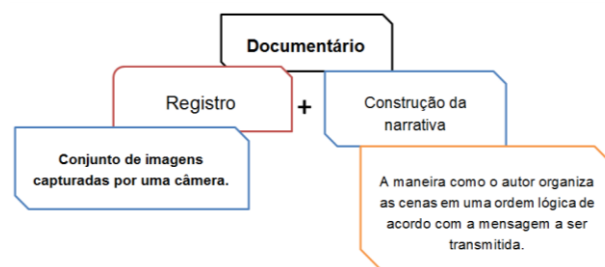 Documentário
Registro
+
Construção da
narrativa
Conjunto de imagens
capturadas por uma câmera.
A maneira como o autor organiza
as cenas em uma ordem lógica de
acordo com a mensagem a ser
transmitida.